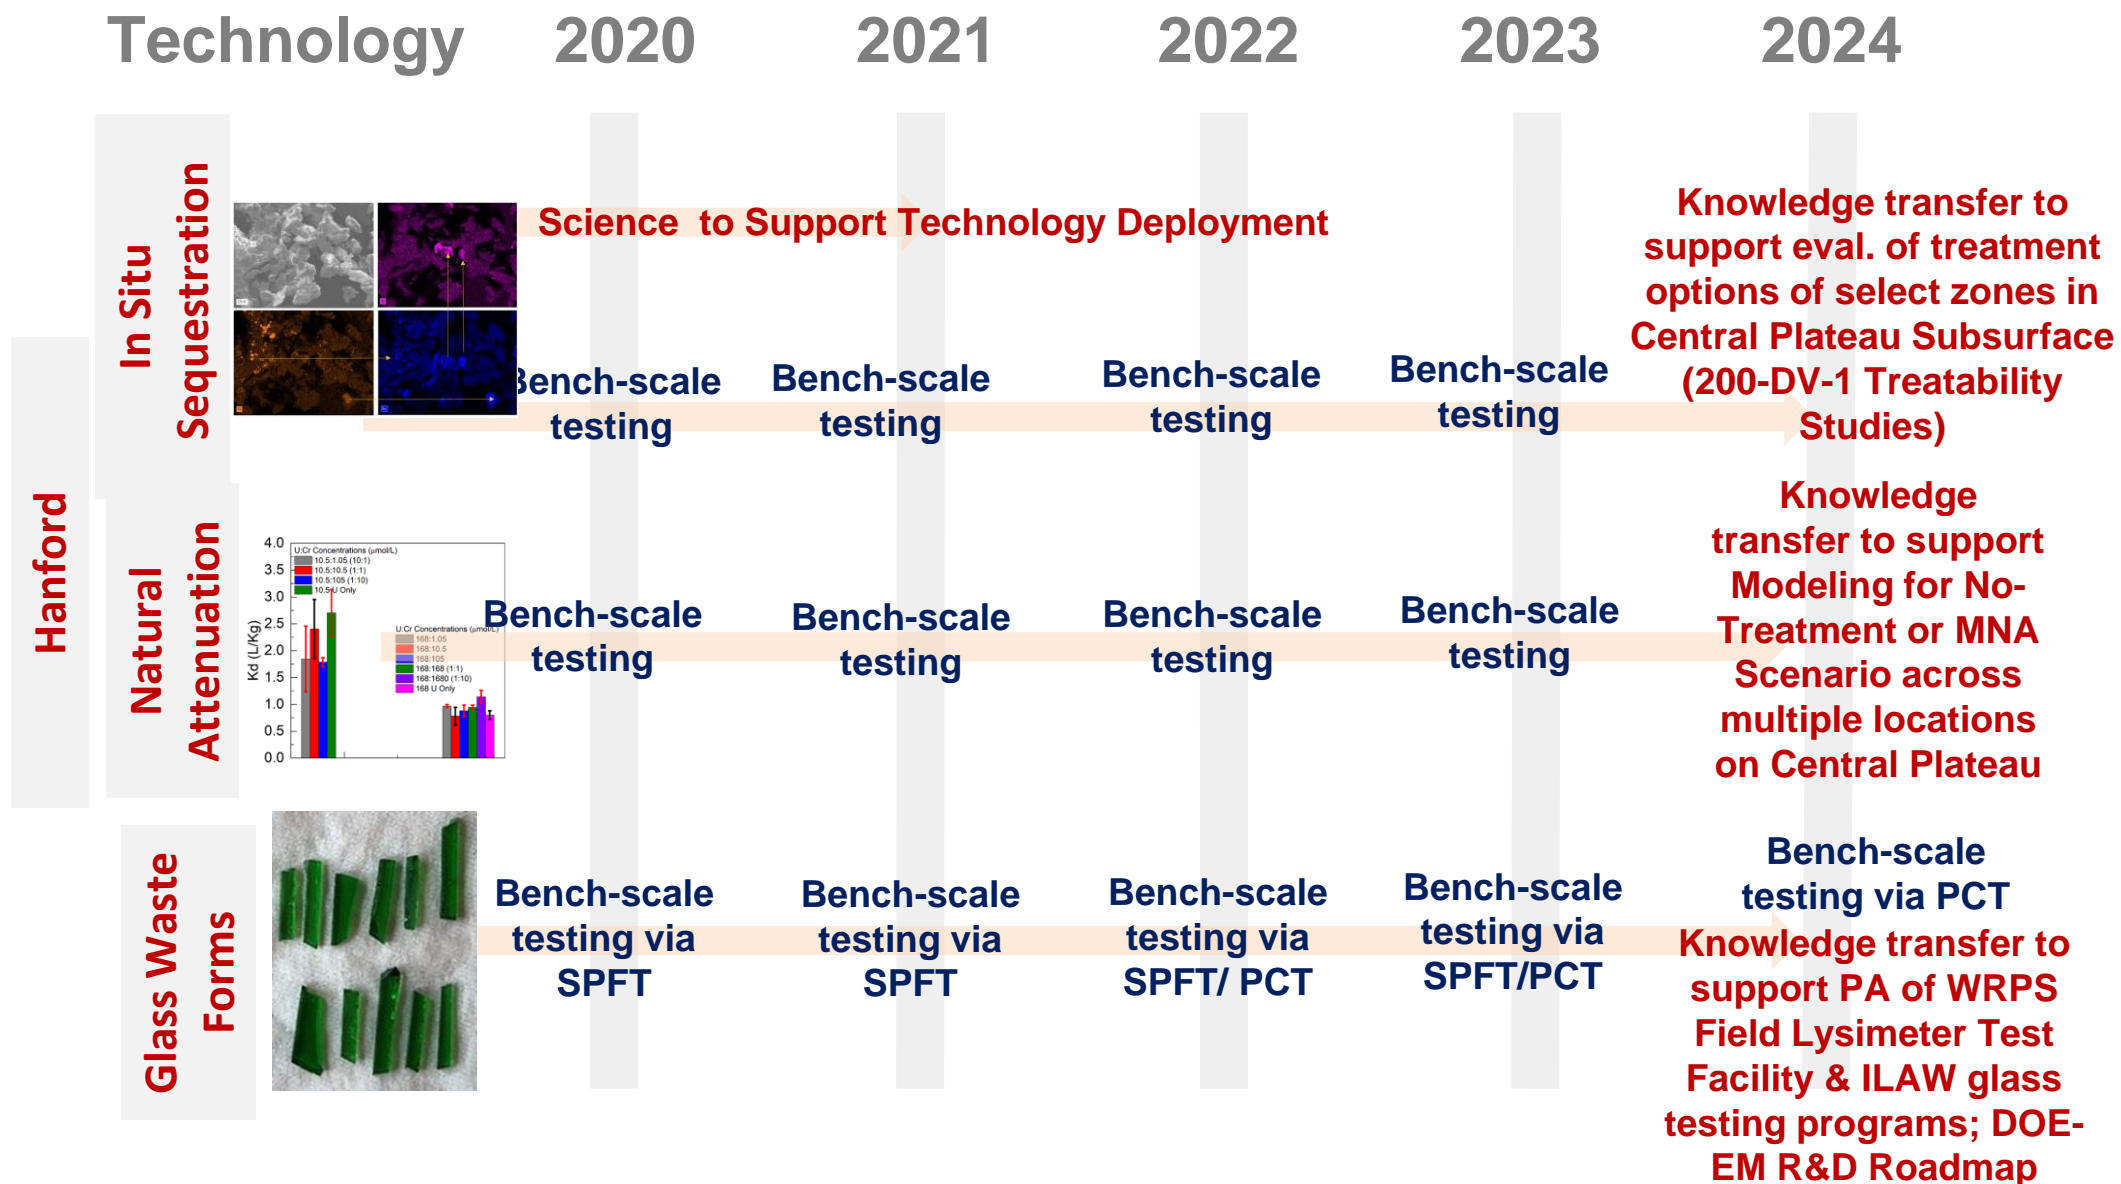 Technology 2020 2021 2022 2023 2024
Hanford
In Situ
Sequestration
Science to Support Technology Deployment
Bench-scale
testing
Bench-scale
testing
Bench-scale
testing
Bench-scale
testing
Knowledge transfer to
support eval. of treatment
options of select zones in
Central Plateau Subsurface
(200-DV-1 Treatability
Studies)
Natural
Attenuation
4.0
3.5
3.0
2.5
2.0
1.5
1.0
0.5
0.0
Kd (L/Kg)
U:Cr Concentrations (μmol/L)
10.5:1.05 (10:1)
10.5:10.5 (1:1)
10.5:105 (1:10)
10.5 U Only
U:Cr Concentrations (μmol/L)
168:1.05
168:10.5
168:105
168:168 (1:1)
168:1680 (1:10)
168 U Only
Bench-scale
testing
Bench-scale
testing
Bench-scale
testing
Bench-scale
testing
Knowledge
transfer to support
Modeling for No-
Treatment or MNA
Scenario across
multiple locations
on Central Plateau
Glass Waste
Forms
Bench-scale
testing via
SPFT
Bench-scale
testing via
SPFT
Bench-scale
testing via
SPFT/ PCT
Bench-scale
testing via
SPFT/PCT
Bench-scale
testing via PCT
Knowledge transfer to
support PA of WRPS
Field Lysimeter Test
Facility & ILAW glass
testing programs; DOE-
EM R&D Roadmap